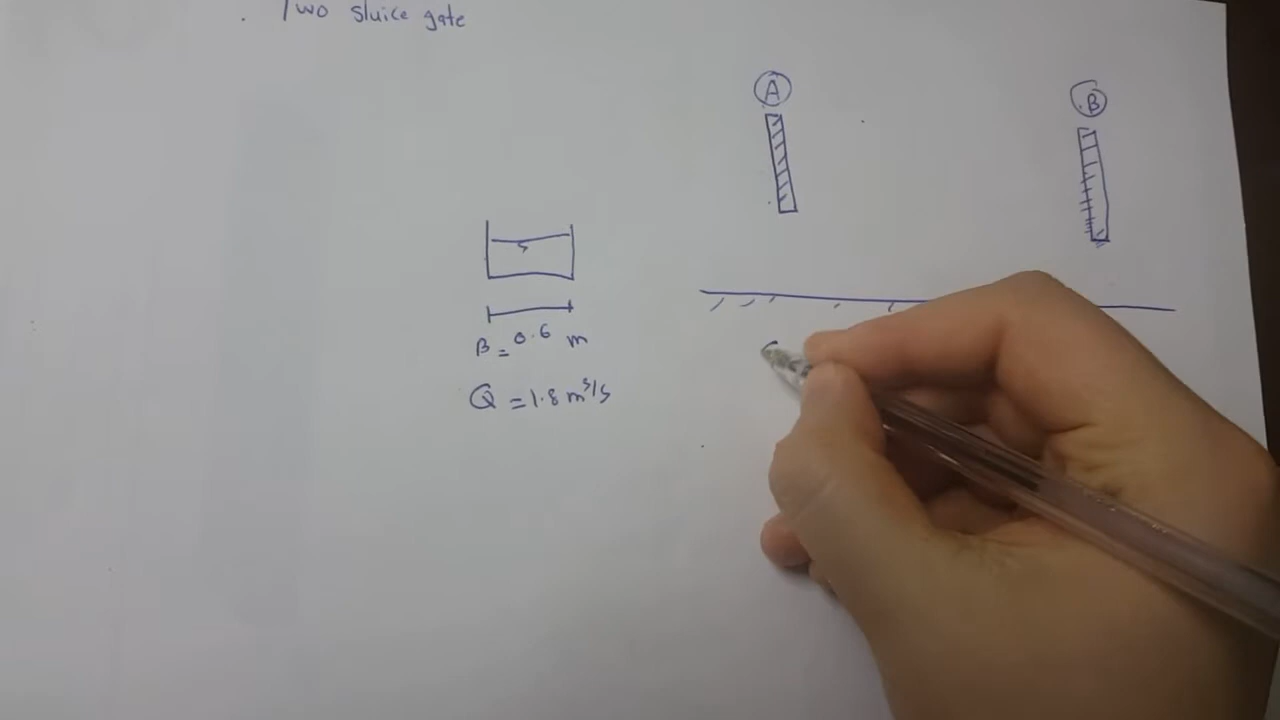 . Two sluice gate
A
B
B = 0.6 m
Q = 1.8 m³/s